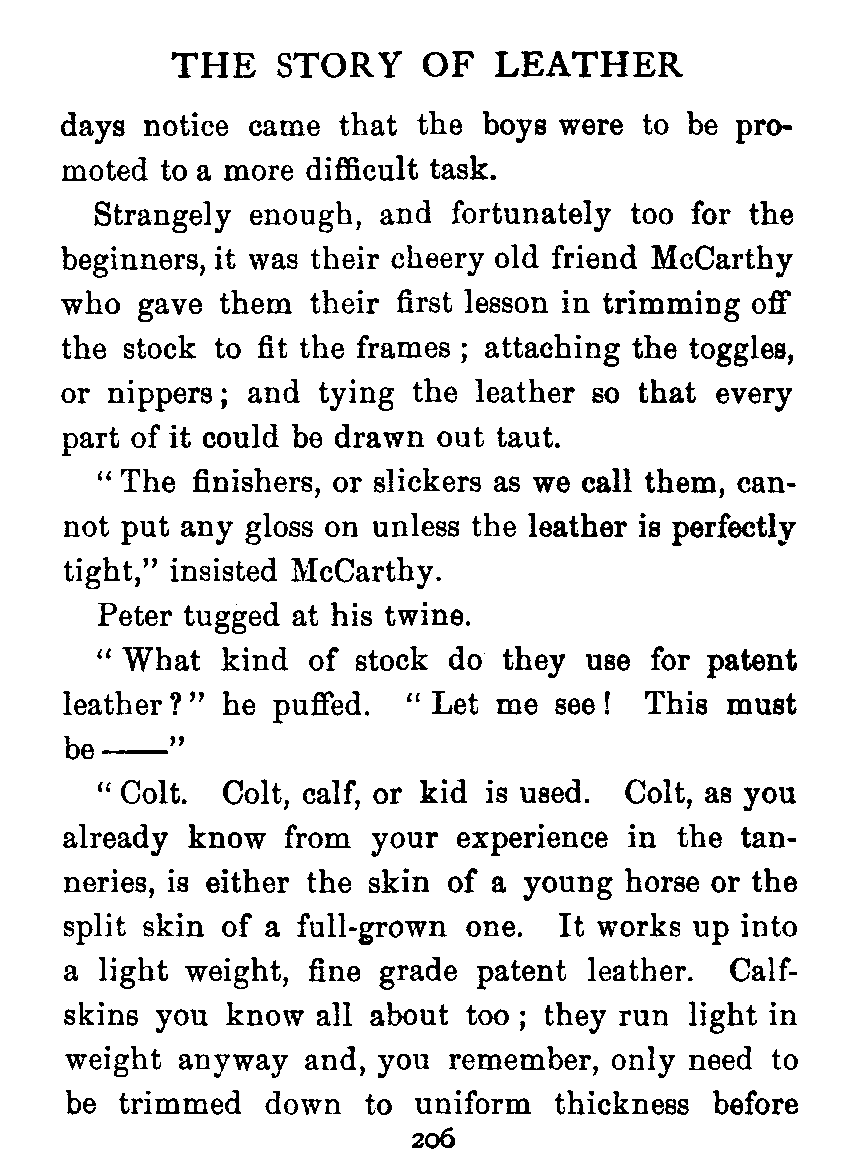 THE STORY OF LEATHER
days notice came that the boys were to be pro-
moted to a more difficult task.
Strangely enough, and fortunately too for the
beginners, it was their cheery old friend McCarthy
who gave them their first lesson in trimming off
the stock to fit the frames ; attaching the toggles,
or nippers ; and tying the leather so that every
part of it could be drawn out taut.
“ The finishers, or slickers as we call them, can-
not put any gloss on unless the leather is perfectly
tight,” insisted McCarthy.
Peter tugged at his twine.
“ What kind of stock do they use for patent
leather ? ” he puffed. “ Let me see ! This must
be ——”
“ Colt. Colt, calf, or kid is used. Colt, as you
already know from your experience in the tan-
neries, is either the skin of a young horse or the
split skin of a full-grown one. It works up into
a light weight, fine grade patent leather. Calf-
skins you know all about too ; they run light in
weight anyway and, you remember, only need to
be trimmed down to uniform thickness before
206